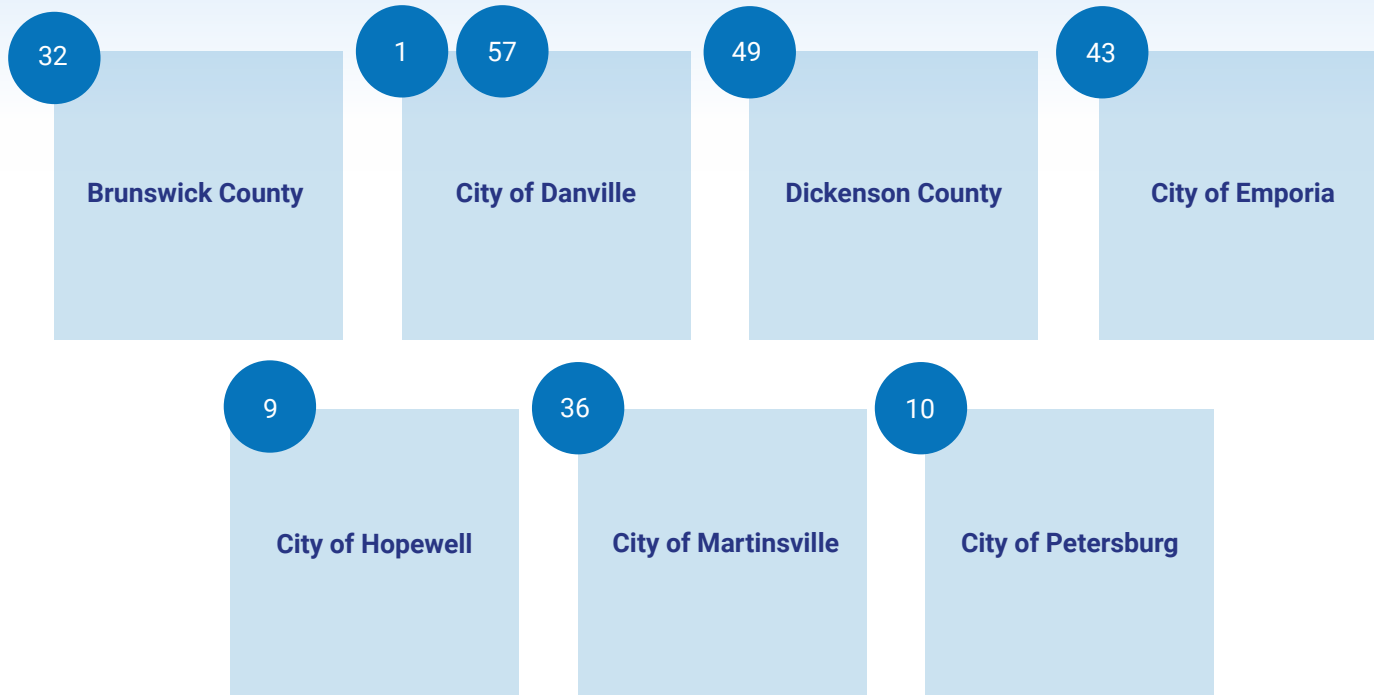 32
1
57
49
43
Brunswick County
City of Danville
Dickenson County
City of Emporia
9
36
10
City of Hopewell
City of Martinsville
City of Petersburg